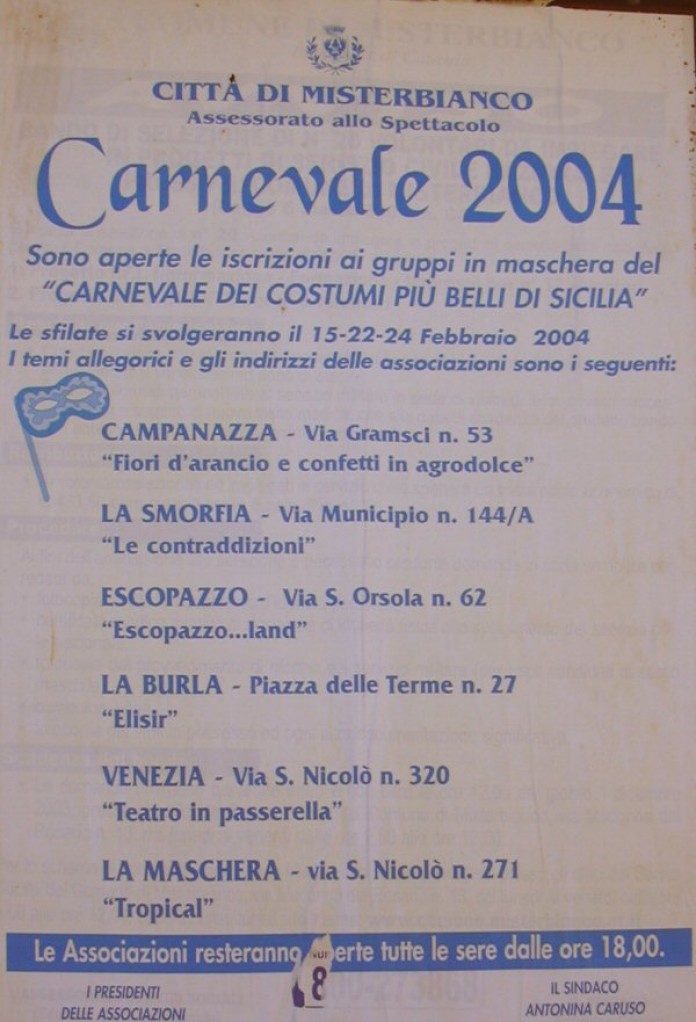 CITTÀ DI MISTERBIANCO
Assessorato allo Spettacolo
Carnevale 2004
Sono aperte le iscrizioni ai gruppi in maschera del
“CARNEVALE DEI COSTUMI PIÙ BELLI DI SICILIA”
Le sfilate si svolgeranno il 15-22-24 Febbraio 2004
I temi allegorici e gli indirizzi delle associazioni sono i seguenti:
CAMPANAZZA - Via Gramsci n. 53
“Fiori d’arancio e confetti in agrodolce”
LA SMORFIA - Via Municipio n. 144/A
“Le contraddizioni”
ESCOPAZZO - Via S. Orsola n. 62
“Escopazzo...land”
LA BURLA - Piazza delle Terme n. 27
“Elisir”
VENEZIA - Via S. Nicolò n. 320
“Teatro in passerella”
LA MASCHERA - via S. Nicolò n. 271
“Tropical”
Le Associazioni resteranno erte tutte le sere dalle ore 18,00.
8
I PRESIDENTI
DELLE ASSOCIAZIONI
IL SINDACO
ANTONINA CARUSO